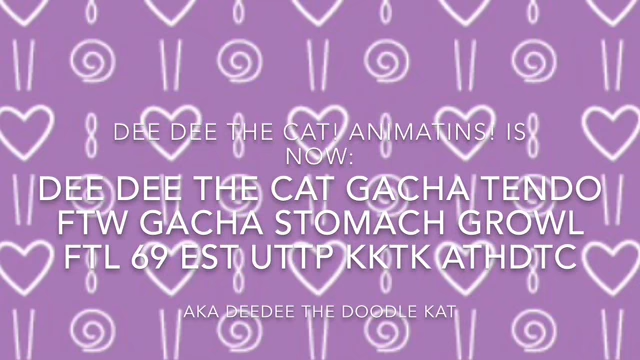 DEE DEE THE CAT! ANIMATINS! IS
NOW:
DEE DEE THE CAT GACHA TENDO
FTW GACHA STOMACH GROWL
FTL 69 EST UTTP KKTK ATHDTC
AKA DEEDEE THE DOODLE KAT